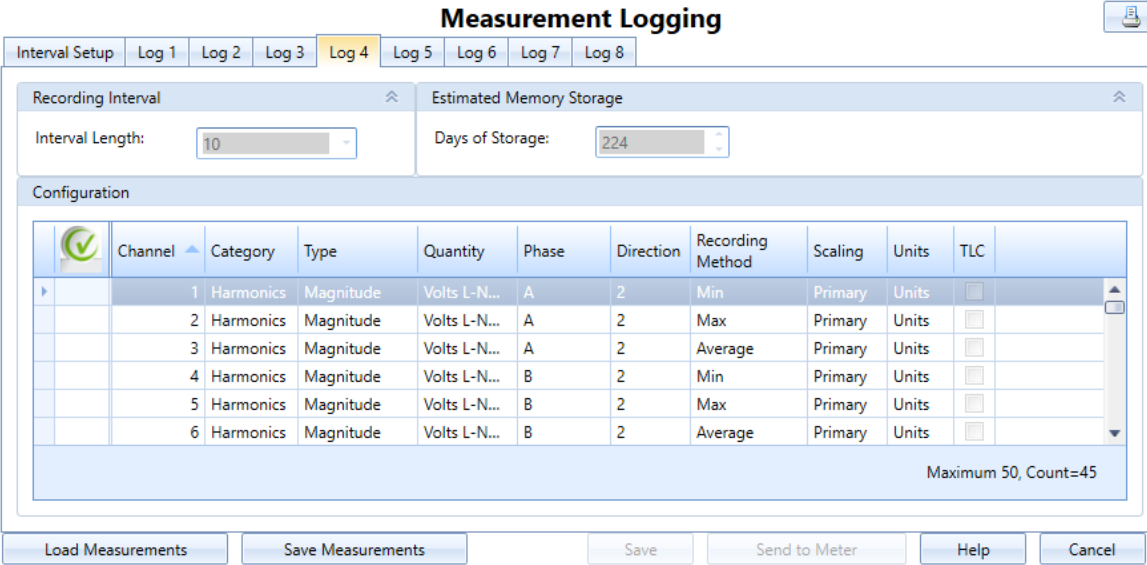 Measurement Logging
Interval Setup Log 1 Log 2 Log 3 Log 4 Log 5 Log 6 Log 7 Log 8
Recording Interval Estimated Memory Storage
Interval Length: 10 Days of Storage: 224
Configuration
Channel Category Type Quantity Phase Direction Recording Method Scaling Units TLC
1 Harmonics Magnitude Volts L-N... A 2 Min Primary Units
2 Harmonics Magnitude Volts L-N... A 2 Max Primary Units
3 Harmonics Magnitude Volts L-N... A 2 Average Primary Units
4 Harmonics Magnitude Volts L-N... B 2 Min Primary Units
5 Harmonics Magnitude Volts L-N... B 2 Max Primary Units
6 Harmonics Magnitude Volts L-N... B 2 Average Primary Units
Maximum 50, Count=45
Load Measurements Save Measurements Save Send to Meter Help Cancel